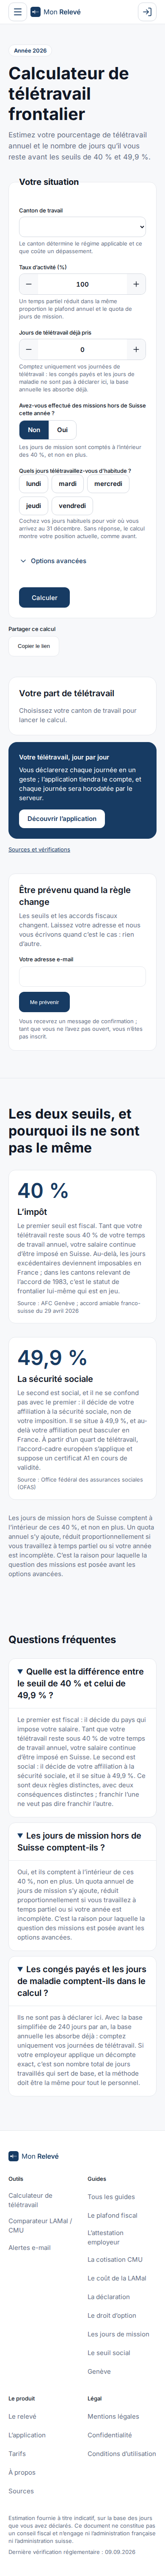 Mon Relevé
Année 2026
Calculateur de
télétravail
frontalier
Estimez votre pourcentage de télétravail
annuel et le nombre de jours qu'il vous
reste avant les seuils de 40 % et 49,9 %.
Votre situation
Canton de travail
Le canton détermine le régime applicable et ce
que coûte un dépassement.
Taux d'activité (%)
− 100 +
Un temps partiel réduit dans la même
proportion le plafond annuel et le quota de
jours de mission.
Jours de télétravail déjà pris
− 0 +
Comptez uniquement vos journées de
télétravail : les congés payés et les jours de
maladie ne sont pas à déclarer ici, la base
annuelle les absorbe déjà.
Avez-vous effectué des missions hors de Suisse
cette année ?
Non Oui
Les jours de mission sont comptés à l'intérieur
des 40 %, et non en plus.
Quels jours télétravaillez-vous d'habitude ?
lundi mardi mercredi
jeudi vendredi
Cochez vos jours habituels pour voir où vous
arrivez au 31 décembre. Sans réponse, le calcul
montre votre position actuelle, comme avant.
Options avancées
Calculer
Partager ce calcul
Copier le lien
Votre part de télétravail
Choisissez votre canton de travail pour
lancer le calcul.
Votre télétravail, jour par jour
Vous déclarerez chaque journée en un
geste ; l'application tiendra le compte, et
chaque journée sera horodatée par le
serveur.
Découvrir l'application
Sources et vérifications
Être prévenu quand la règle
change
Les seuils et les accords fiscaux
changent. Laissez votre adresse et nous
vous écrivons quand c'est le cas : rien
d'autre.
Votre adresse e-mail
Me prévenir
Vous recevrez un message de confirmation ;
tant que vous ne l'avez pas ouvert, vous n'êtes
pas inscrit.
Les deux seuils, et
pourquoi ils ne sont
pas le même
40 %
L'impôt
Le premier seuil est fiscal. Tant que votre
télétravail reste sous 40 % de votre temps
de travail annuel, votre salaire continue
d'être imposé en Suisse. Au-delà, les jours
excédentaires deviennent imposables en
France ; dans les cantons relevant de
l'accord de 1983, c'est le statut de
frontalier lui-même qui est en jeu.
Source : AFC Genève ; accord amiable franco-
suisse du 29 avril 2026
49,9 %
La sécurité sociale
Le second est social, et il ne se confond
pas avec le premier : il décide de votre
affiliation à la sécurité sociale, non de
votre imposition. Il se situe à 49,9 %, et au-
delà votre affiliation peut basculer en
France. À partir d'un quart de télétravail,
l'accord-cadre européen s'applique et
suppose un certificat A1 en cours de
validité.
Source : Office fédéral des assurances sociales
(OFAS)
Les jours de mission hors de Suisse comptent à
l'intérieur de ces 40 %, et non en plus. Un quota
annuel s'y ajoute, réduit proportionnellement si
vous travaillez à temps partiel ou si votre année
est incomplète. C'est la raison pour laquelle la
question des missions est posée avant les
options avancées.
Questions fréquentes
▼ Quelle est la différence entre
le seuil de 40 % et celui de
49,9 % ?
Le premier est fiscal : il décide du pays qui
impose votre salaire. Tant que votre
télétravail reste sous 40 % de votre temps
de travail annuel, votre salaire continue
d'être imposé en Suisse. Le second est
social : il décide de votre affiliation à la
sécurité sociale, et il se situe à 49,9 %. Ce
sont deux règles distinctes, avec deux
conséquences distinctes ; franchir l'une
ne veut pas dire franchir l'autre.
▼ Les jours de mission hors de
Suisse comptent-ils ?
Oui, et ils comptent à l'intérieur de ces
40 %, non en plus. Un quota annuel de
jours de mission s'y ajoute, réduit
proportionnellement si vous travaillez à
temps partiel ou si votre année est
incomplète. C'est la raison pour laquelle la
question des missions est posée avant les
options avancées.
▼ Les congés payés et les jours
de maladie comptent-ils dans le
calcul ?
Ils ne sont pas à déclarer ici. Avec la base
simplifiée de 240 jours par an, la base
annuelle les absorbe déjà : comptez
uniquement vos journées de télétravail. Si
votre employeur applique un décompte
exact, c'est son nombre total de jours
travaillés qui sert de base, et la méthode
doit être la même pour tout le personnel.
Mon Relevé
Outils
Calculateur de
télétravail
Comparateur LAMal /
CMU
Alertes e-mail
Guides
Tous les guides
Le plafond fiscal
L'attestation
employeur
La cotisation CMU
Le coût de la LAMal
La déclaration
Le droit d'option
Les jours de mission
Le seuil social
Genève
Le produit
Le relevé
L'application
Tarifs
À propos
Sources
Légal
Mentions légales
Confidentialité
Conditions d'utilisation
Estimation fournie à titre indicatif, sur la base des jours
que vous avez déclarés. Ce document ne constitue pas
un conseil fiscal et n'engage ni l'administration française
ni l'administration suisse.
Dernière vérification réglementaire : 09.09.2026